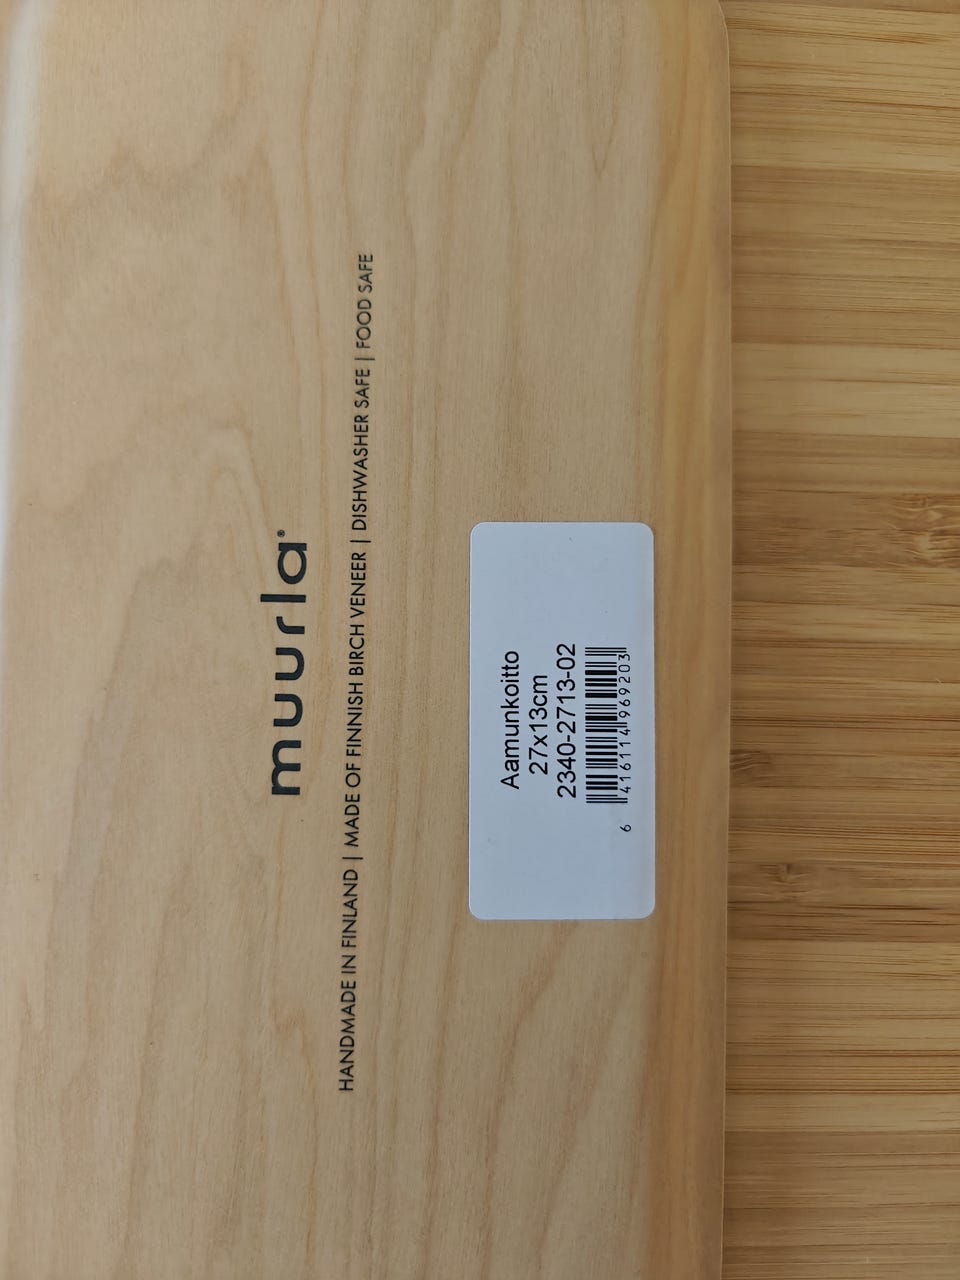 muurla®
HANDMADE IN FINLAND | MADE OF FINNISH BIRCH VENEER | DISHWASHER SAFE | FOOD SAFE
Aamunkoitto
27x13cm
2340-2713-02
6 416114 969203